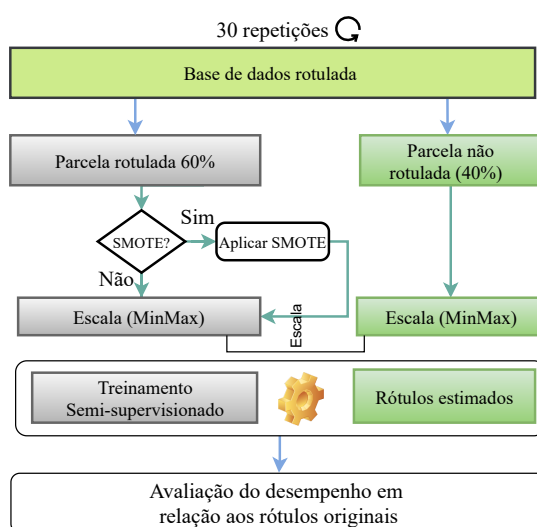 30 repetições
Base de dados rotulada
Parcela rotulada 60%
Parcela não
rotulada (40%)
SMOTE?
Sim
Aplicar SMOTE
Não
Escala (MinMax)
Escala
Escala (MinMax)
Treinamento
Semi-supervisionado
Rótulos estimados
Avaliação do desempenho em
relação aos rótulos originais